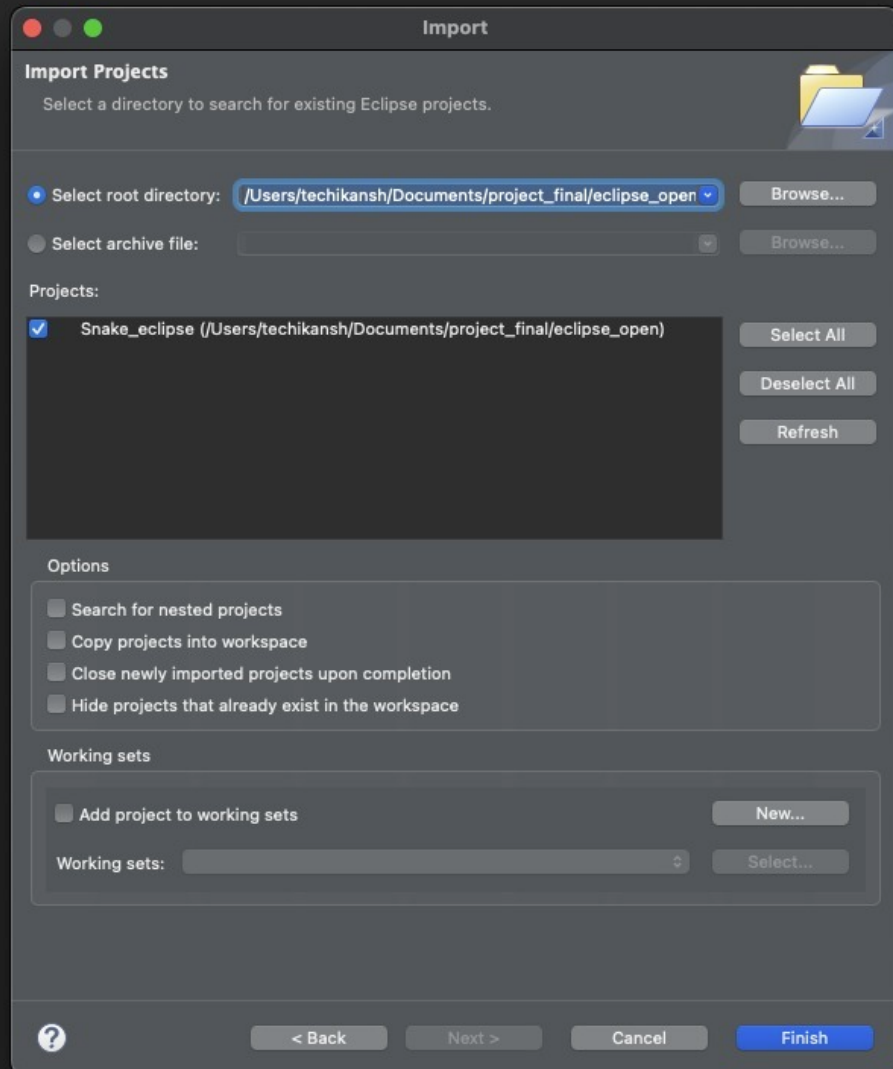 Import
Import Projects
Select a directory to search for existing Eclipse projects.
Select root directory: /Users/techikansh/Documents/project_final/eclipse_open Browse...
Select archive file: Browse...
Projects:
Snake_eclipse (/Users/techikansh/Documents/project_final/eclipse_open)
Select All
Deselect All
Refresh
Options
Search for nested projects
Copy projects into workspace
Close newly imported projects upon completion
Hide projects that already exist in the workspace
Working sets
Add project to working sets New...
Working sets: Select...
? < Back Next > Cancel Finish